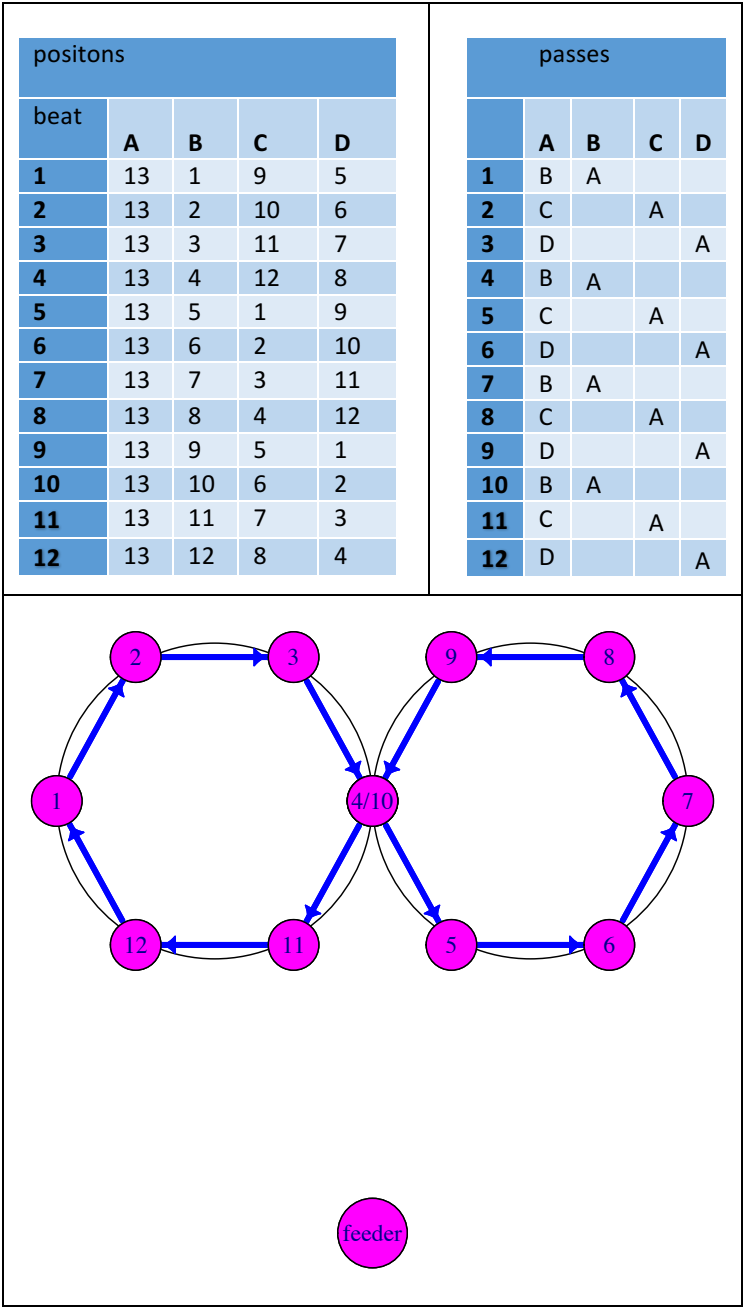 positons
beat A B C D
1 13 1 9 5
2 13 2 10 6
3 13 3 11 7
4 13 4 12 8
5 13 5 1 9
6 13 6 2 10
7 13 7 3 11
8 13 8 4 12
9 13 9 5 1
10 13 10 6 2
11 13 11 7 3
12 13 12 8 4
passes
A B C D
1 B A
2 C A
3 D A
4 B A
5 C A
6 D A
7 B A
8 C A
9 D A
10 B A
11 C A
12 D A
2 3 9 8
1 4/10 7
12 11 5 6
feeder